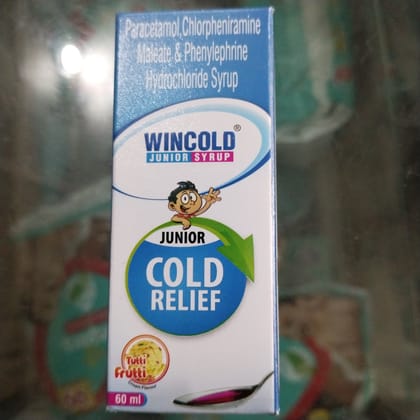 Paracetamol,Chlorpheniramine
Maleate & Phenylephrine
Hydrochloride Syrup
WINCOLD®
JUNIOR SYRUP
JUNIOR
COLD
RELIEF
Tutti
Frutti
60 ml